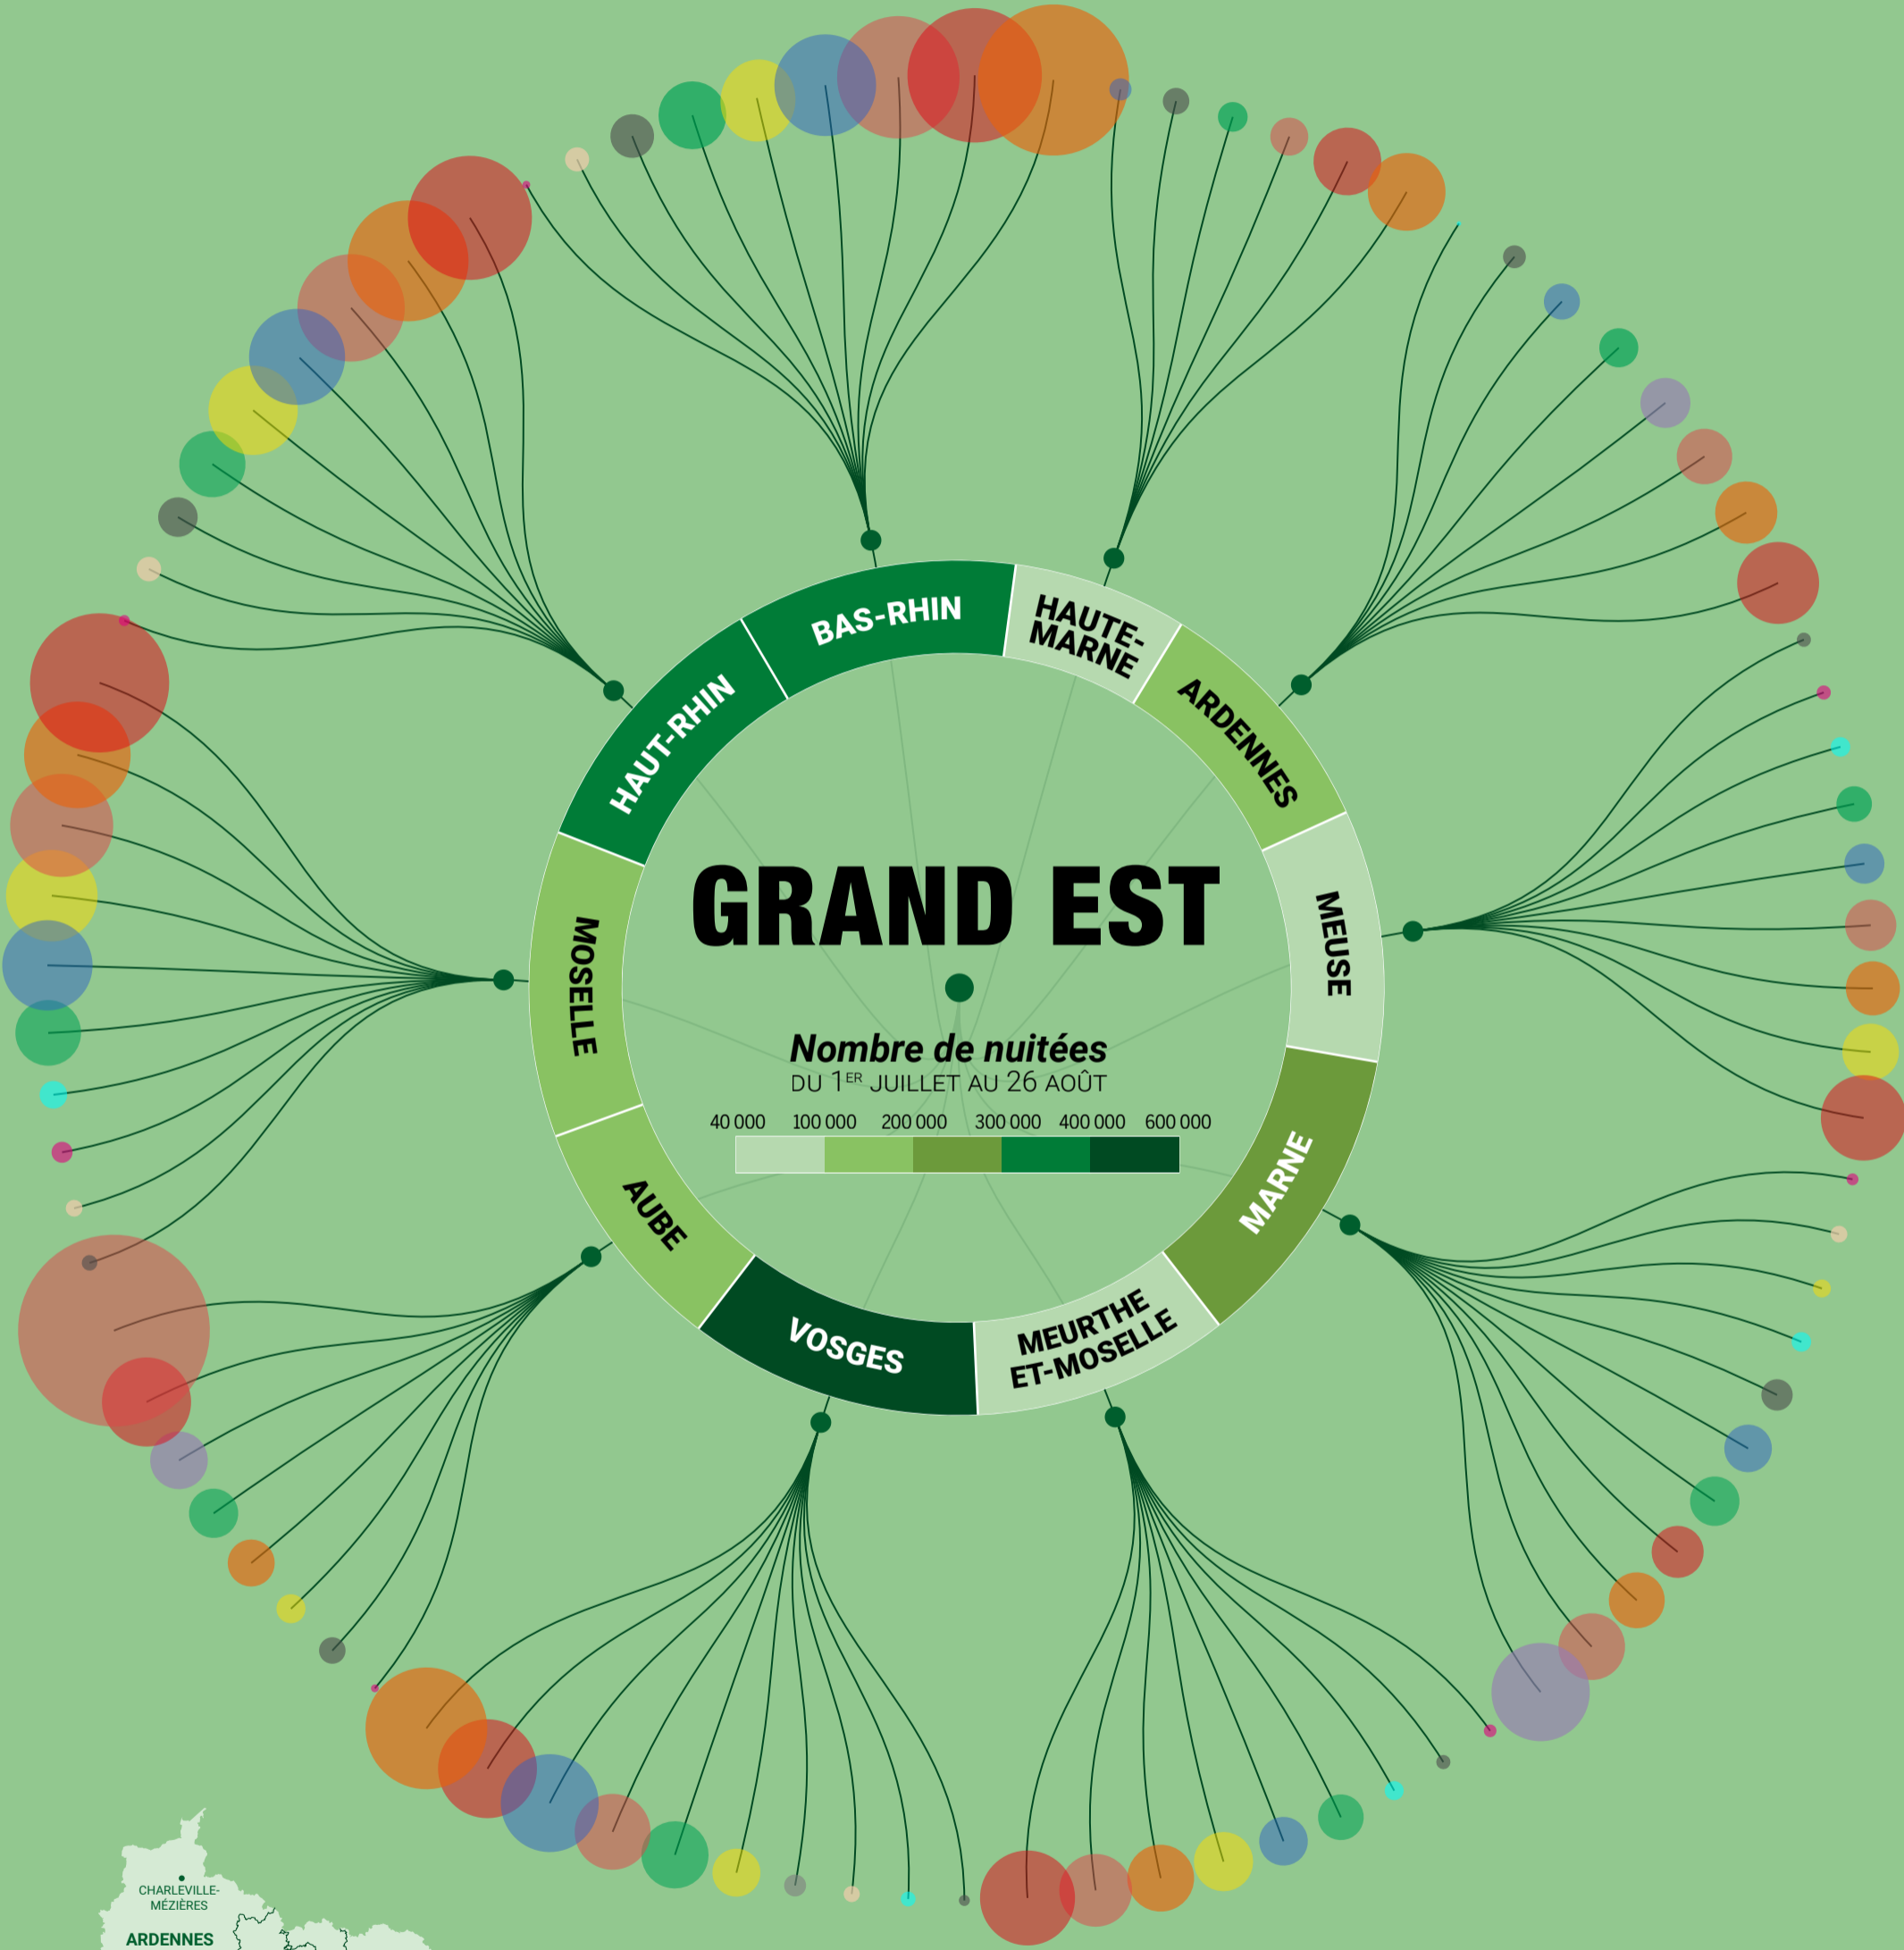 BAS-RHIN
HAUTE-
MARNE
ARDENNES
HAUT-RHIN
MEUSE
MOSELLE
GRAND EST
Nombre de nuitées
DU 1ER JUILLET AU 26 AOÛT
40 000 100 000 200 000 300 000 400 000 600 000
MARNE
AUBE
VOSGES
MEURTHE
ET-MOSELLE
CHARLEVILLE-
MÉZIÈRES
ARDENNES